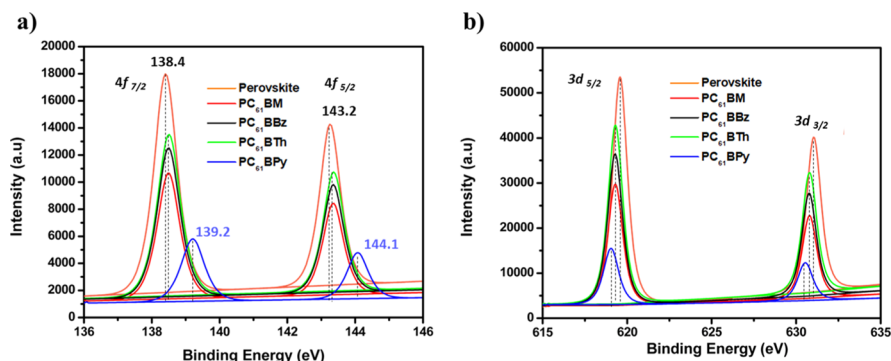 a)
20000
18000
16000
14000
12000
10000
8000
6000
4000
2000
0
Intensity (a.u)
136
138
140
142
144
146
Binding Energy (eV)
4f 7/2
138.4
4f 5/2
143.2
139.2
144.1
Perovskite
PC61BM
PC61BBz
PC61BTh
PC61BPy
b)
60000
50000
40000
30000
20000
10000
0
Intensity (a.u)
615
620
625
630
635
Binding Energy (eV)
3d 5/2
3d 3/2
Perovskite
PC61BM
PC61BBz
PC61BTh
PC61BPy